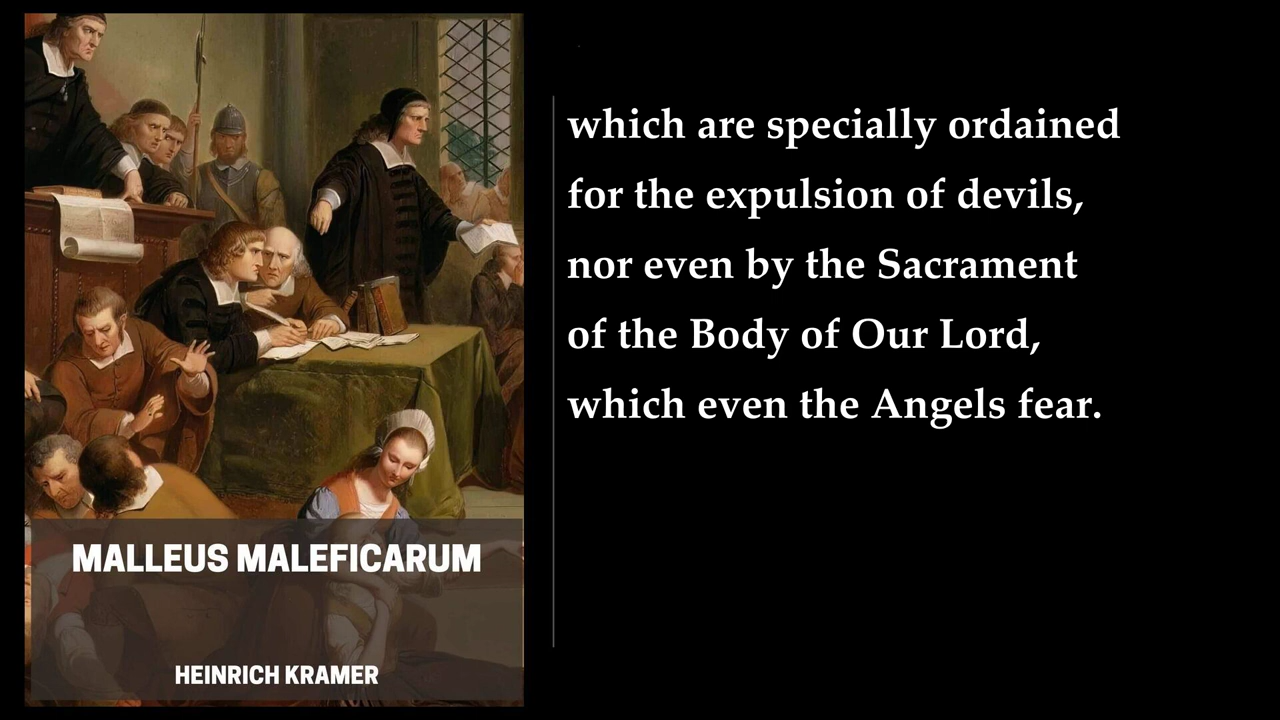 MALLEUS MALEFICARUM
HEINRICH KRAMER
which are specially ordained
for the expulsion of devils,
nor even by the Sacrament
of the Body of Our Lord,
which even the Angels fear.